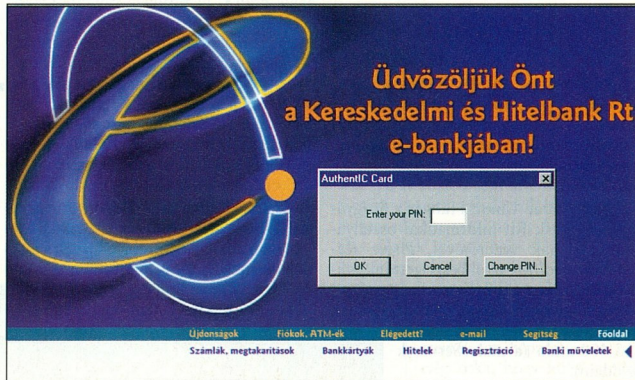 Üdvözöljük Önt
a Kereskedelmi és Hitelbank Rt
e-bankjában!
AuthentIC Card
Enter your PIN:
OK Cancel Change PIN...
Újdonságok Fiókok, ATM-ék Elégedett? e-mail Segítség Főoldal
Számlák, megtakarítások Bankkártyák Hitelek Regisztráció Banki műveletek